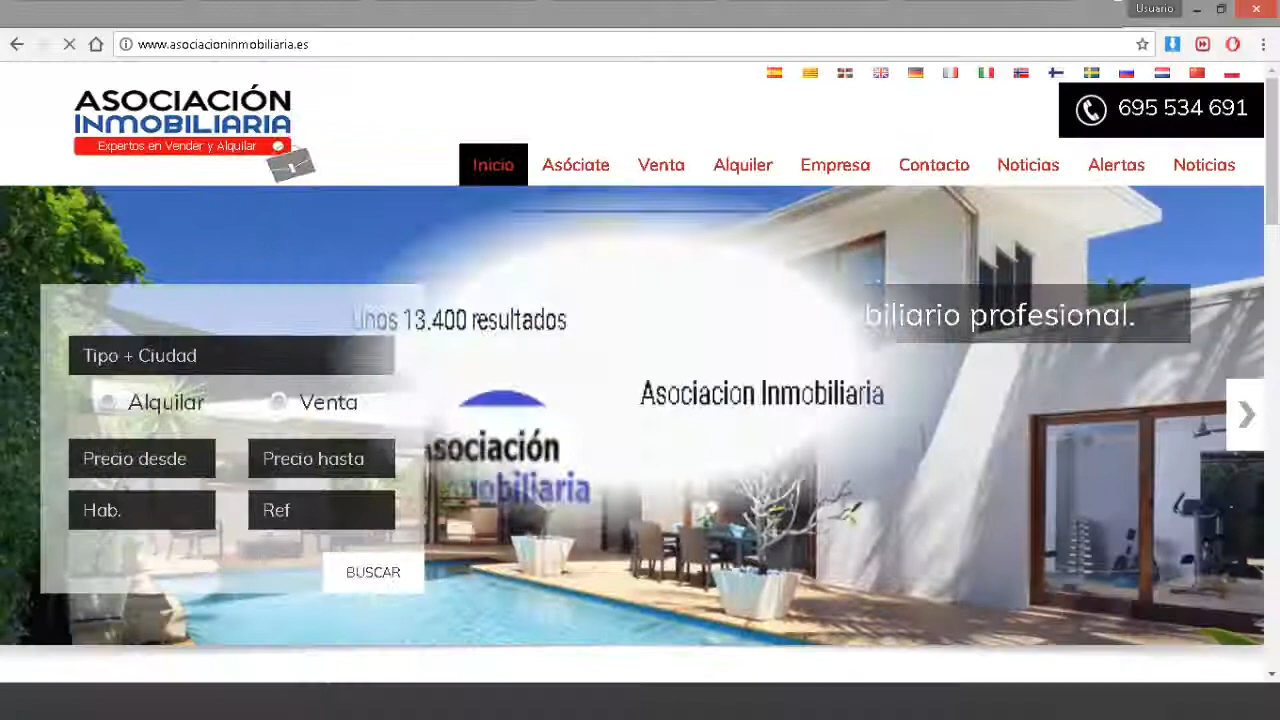 Usuario
www.asociacioninmobiliaria.es
ASOCIACIÓN
INMOBILIARIA
Expertos en Vender y Alquilar
695 534 691
Inicio Asóciate Venta Alquiler Empresa Contacto Noticias Alertas Noticias
Unos 13.400 resultados
biliario profesional.
Tipo + Ciudad
Alquilar Venta
Asociacion Inmobiliaria
Precio desde Precio hasta
sociación
mobiliaria
Hab. Ref
BUSCAR